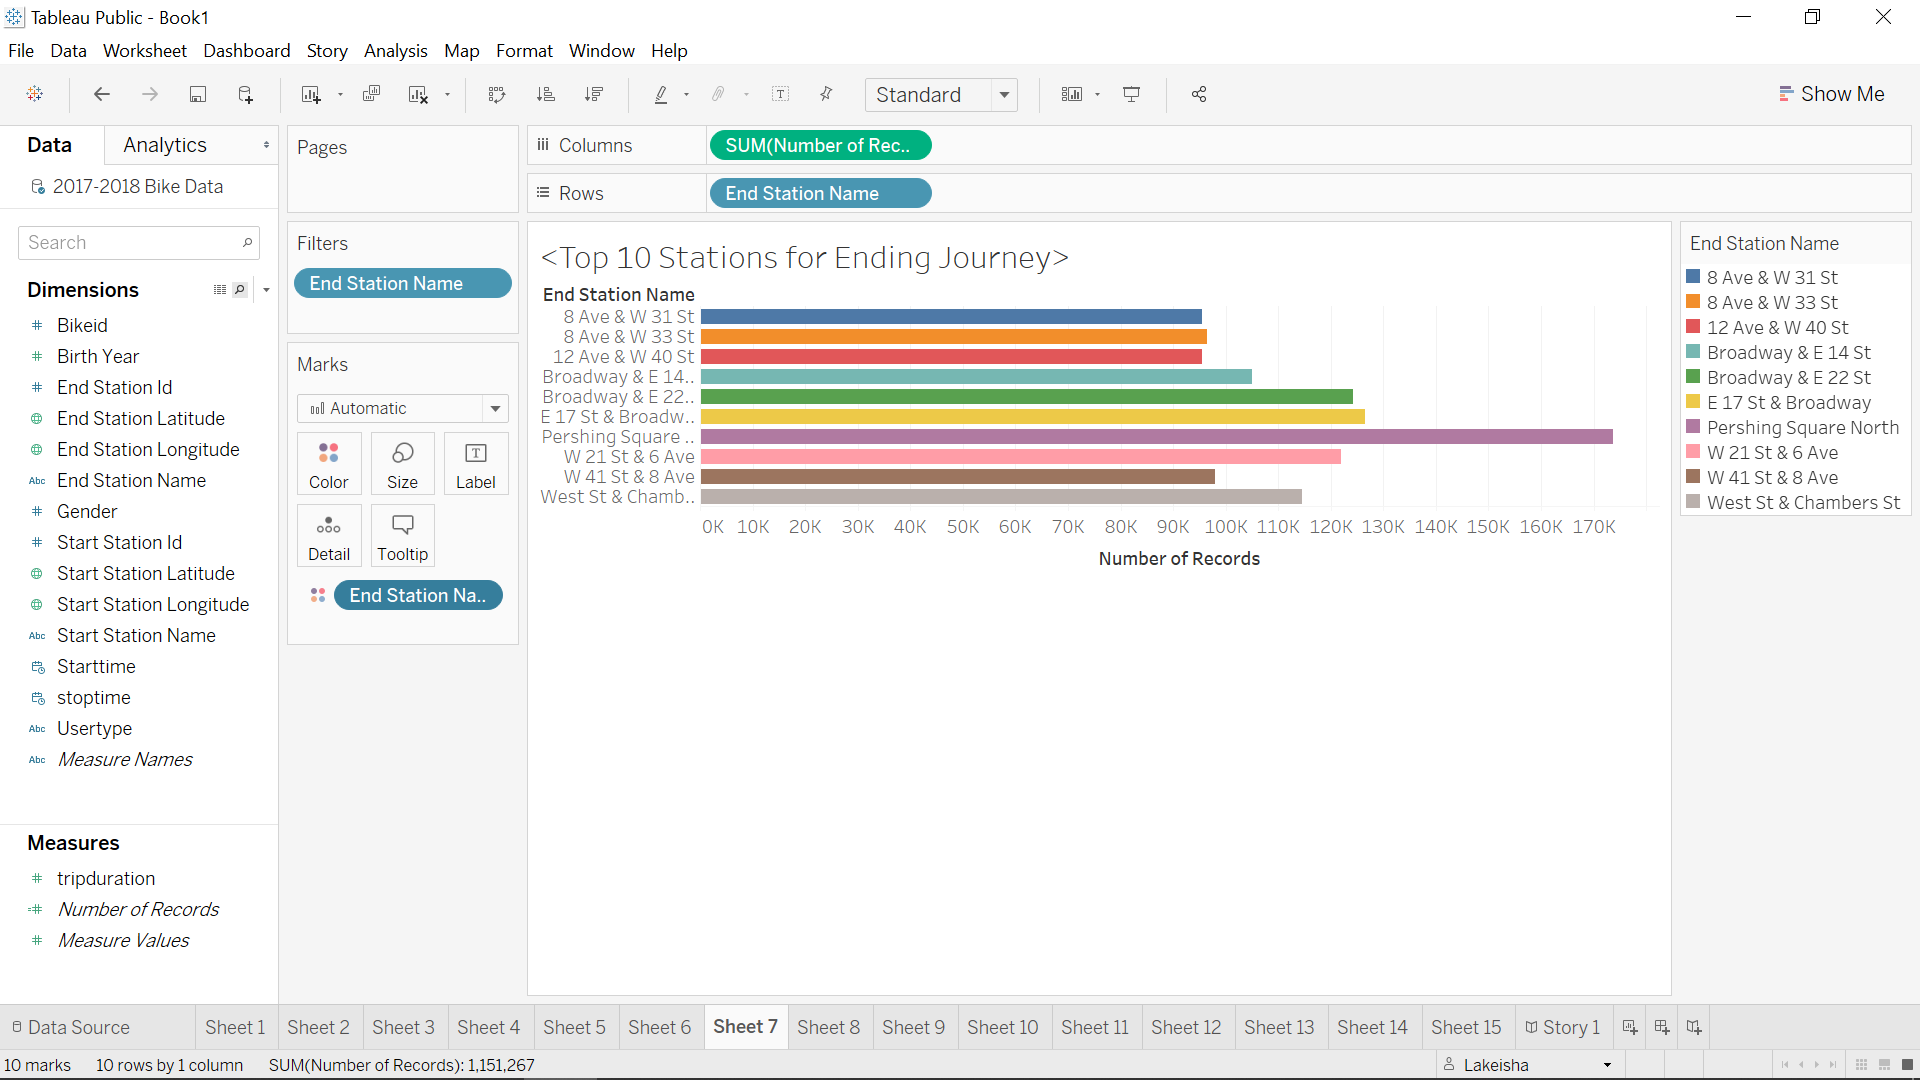 Tableau Public - Book1
File Data Worksheet Dashboard Story Analysis Map Format Window Help
Standard
Show Me
Data
Analytics
2017-2018 Bike Data
Search
Dimensions
Bikeid
Birth Year
End Station Id
End Station Latitude
End Station Longitude
Abc End Station Name
Gender
Start Station Id
Start Station Latitude
Start Station Longitude
Abc Start Station Name
Starttime
stoptime
Abc Usertype
Abc Measure Names
Measures
tripduration
Number of Records
Measure Values
Pages
Filters
End Station Name
Marks
Automatic
Color Size Label
Detail Tooltip
End Station Na..
Columns SUM(Number of Rec..
Rows End Station Name
<Top 10 Stations for Ending Journey>
End Station Name
8 Ave & W 31 St
8 Ave & W 33 St
12 Ave & W 40 St
Broadway & E 14..
Broadway & E 22..
E 17 St & Broadw..
Pershing Square ..
W 21 St & 6 Ave
W 41 St & 8 Ave
West St & Chamb..
0K 10K 20K 30K 40K 50K 60K 70K 80K 90K 100K 110K 120K 130K 140K 150K 160K 170K
Number of Records
End Station Name
8 Ave & W 31 St
8 Ave & W 33 St
12 Ave & W 40 St
Broadway & E 14 St
Broadway & E 22 St
E 17 St & Broadway
Pershing Square North
W 21 St & 6 Ave
W 41 St & 8 Ave
West St & Chambers St
Data Source Sheet 1 Sheet 2 Sheet 3 Sheet 4 Sheet 5 Sheet 6 Sheet 7 Sheet 8 Sheet 9 Sheet 10 Sheet 11 Sheet 12 Sheet 13 Sheet 14 Sheet 15 Story 1
10 marks 10 rows by 1 column SUM(Number of Records): 1,151,267
Lakeisha